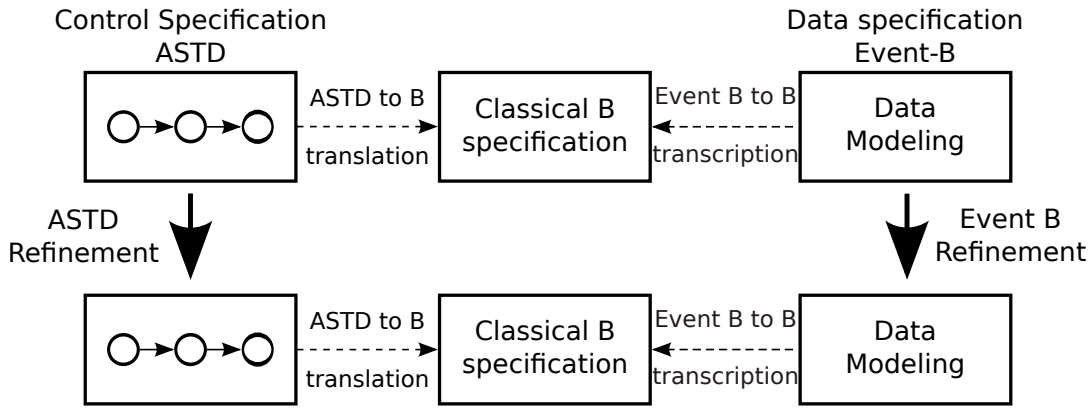 Control Specification
ASTD
Data specification
Event-B
ASTD to B
translation
Classical B
specification
Event B to B
transcription
Data
Modeling
ASTD
Refinement
Event B
Refinement
ASTD to B
translation
Classical B
specification
Event B to B
transcription
Data
Modeling